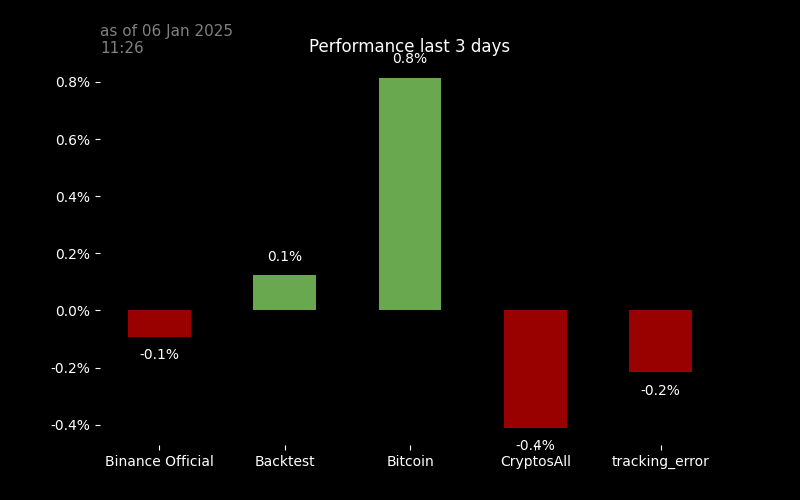 as of 06 Jan 2025
11:26
Performance last 3 days
0.8%
0.8%
0.6%
0.4%
0.2%
0.1%
0.0%
-0.1%
-0.2%
-0.2%
-0.4%
-0.4%
Binance Official
Backtest
Bitcoin
CryptosAll
tracking_error